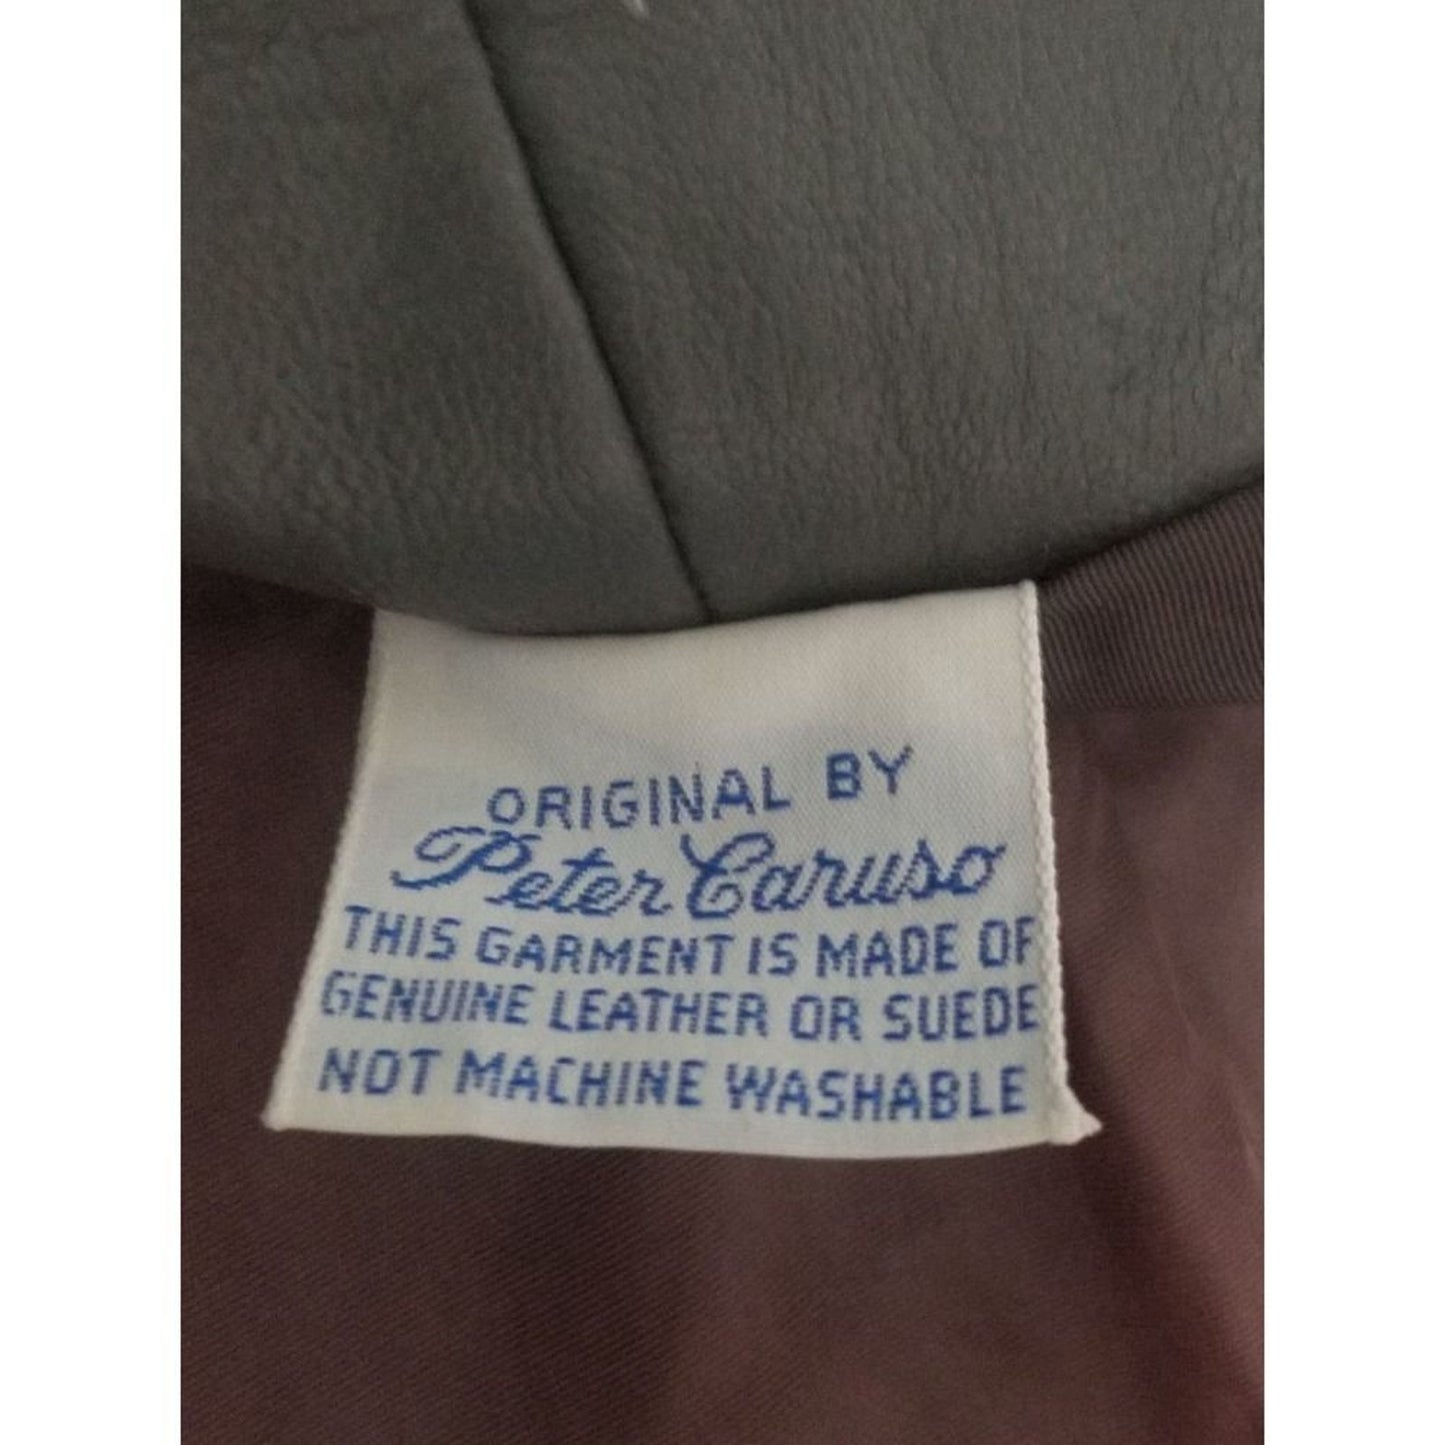 ORIGINAL BY
Peter Caruso
THIS GARMENT IS MADE OF
GENUINE LEATHER OR SUEDE
NOT MACHINE WASHABLE